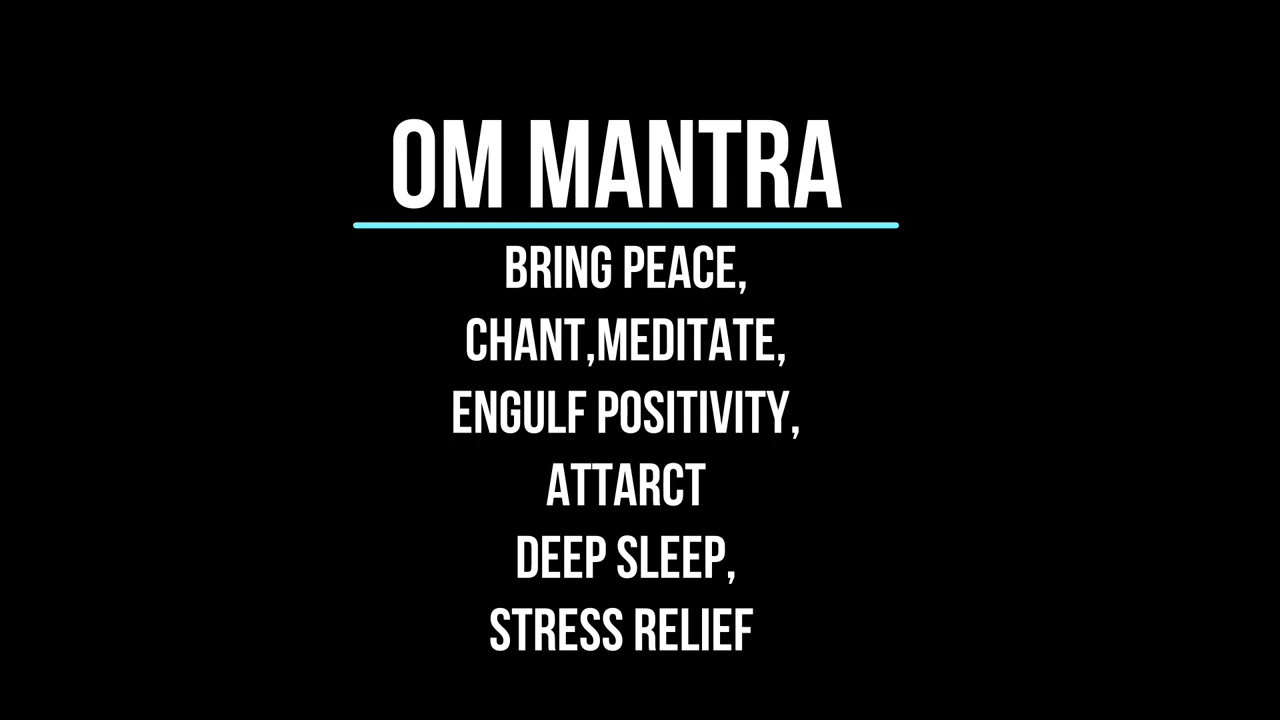 OM MANTRA
BRING PEACE,
CHANT,MEDITATE,
ENGULF POSITIVITY,
ATTARCT
DEEP SLEEP,
STRESS RELIEF